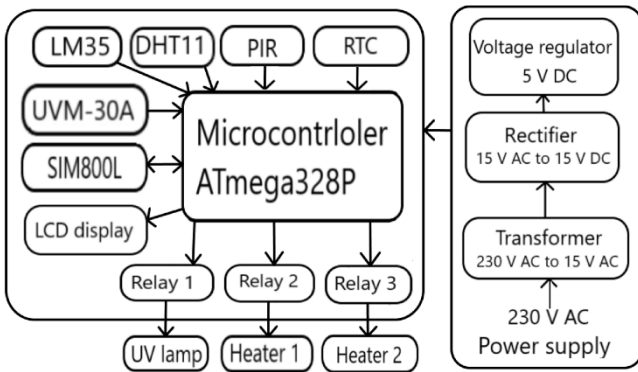 LM35
DHT11
PIR
RTC
UVM-30A
SIM800L
LCD display
Microcontrloler
ATmega328P
Relay 1
Relay 2
Relay 3
UV lamp
Heater 1
Heater 2
Voltage regulator
5 V DC
Rectifier
15 V AC to 15 V DC
Transformer
230 V AC to 15 V AC
230 V AC
Power supply